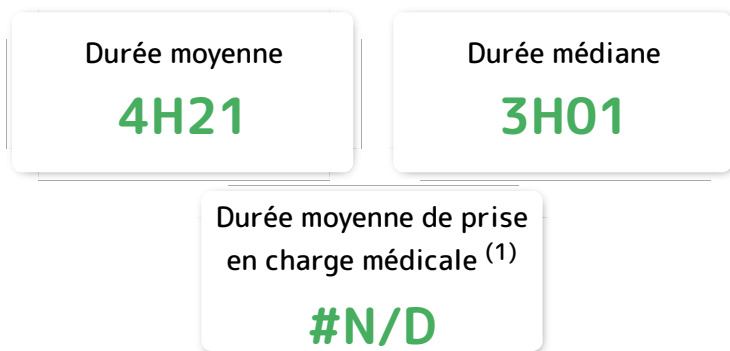 Durée moyenne
4H21
Durée médiane
3H01
Durée moyenne de prise
en charge médicale (1)
#N/D